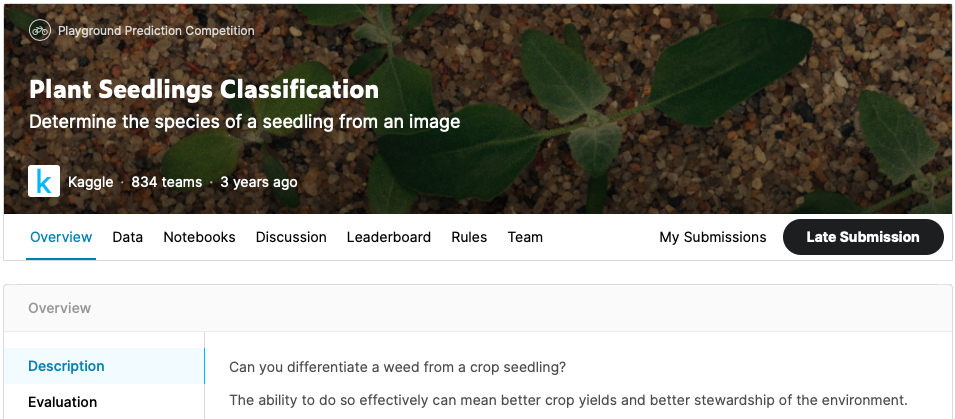 Playground Prediction Competition
Plant Seedlings Classification
Determine the species of a seedling from an image
k Kaggle · 834 teams · 3 years ago
Overview Data Notebooks Discussion Leaderboard Rules Team My Submissions Late Submission
Overview
Description
Can you differentiate a weed from a crop seedling?
The ability to do so effectively can mean better crop yields and better stewardship of the environment.
Evaluation